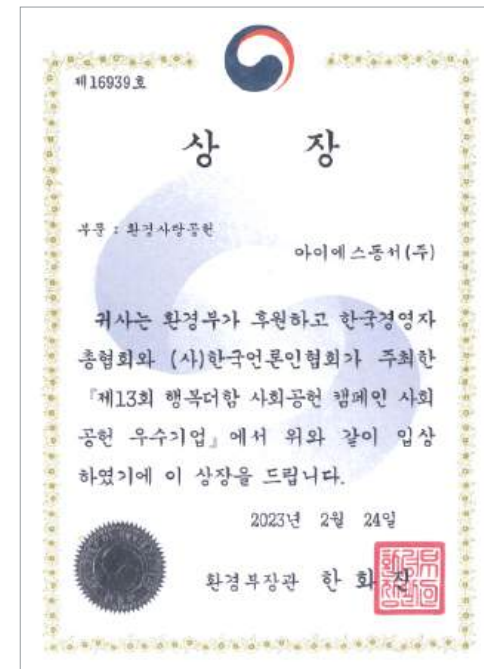 제16939호
상 장
부문 : 환경사랑공헌
아이에스동서(주)
귀사는 환경부가 후원하고 한국경영자
총협회와 (사)한국언론인협회가 주최한
『제13회 행복더함 사회공헌 캠페인 사회
공헌 우수기업』에서 위와 같이 입상
하였기에 이 상장을 드립니다.
2023년 2월 24일
환경부장관 한화진